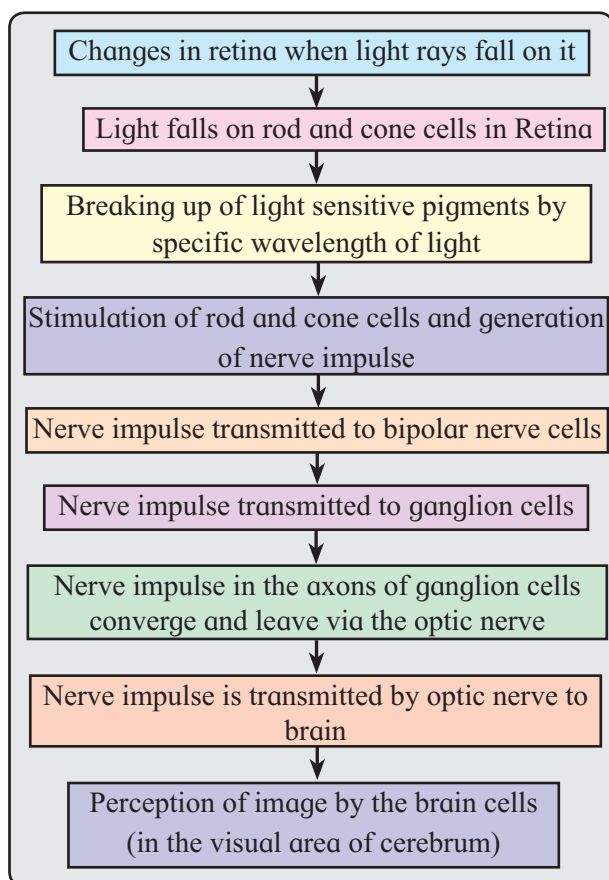 Changes in retina when light rays fall on it
Light falls on rod and cone cells in Retina
Breaking up of light sensitive pigments by
specific wavelength of light
Stimulation of rod and cone cells and generation
of nerve impulse
Nerve impulse transmitted to bipolar nerve cells
Nerve impulse transmitted to ganglion cells
Nerve impulse in the axons of ganglion cells
converge and leave via the optic nerve
Nerve impulse is transmitted by optic nerve to
brain
Perception of image by the brain cells
(in the visual area of cerebrum)